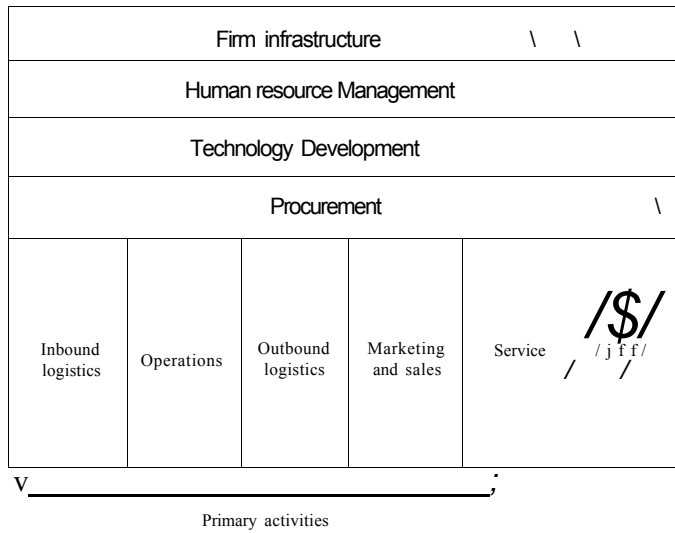 Firm infrastructure \ \
Human resource Management
Technology Development
Procurement \
Inbound
logistics
Operations
Outbound
logistics
Marketing
and sales
Service
/$/
/ j f f /
/ /
v ;
Primary activities